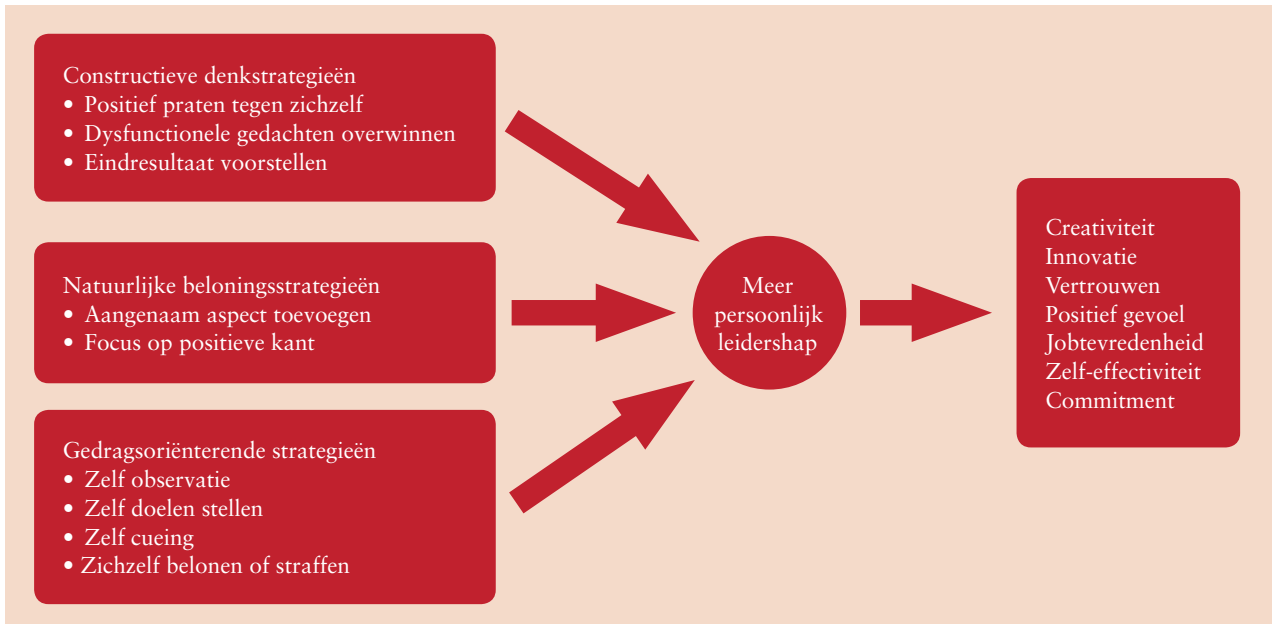 Constructieve denkstrategieën
• Positief praten tegen zichzelf
• Dysfunctionele gedachten overwinnen
• Eindresultaat voorstellen
Natuurlijke beloningsstrategieën
• Aangenaam aspect toevoegen
• Focus op positieve kant
Gedragsoriënterende strategieën
• Zelf observatie
• Zelf doelen stellen
• Zelf cueing
• Zichzelf belonen of straffen
Meer
persoonlijk
leidershap
Creativiteit
Innovatie
Vertrouwen
Positief gevoel
Jobtevredenheid
Zelf-effectiviteit
Commitment